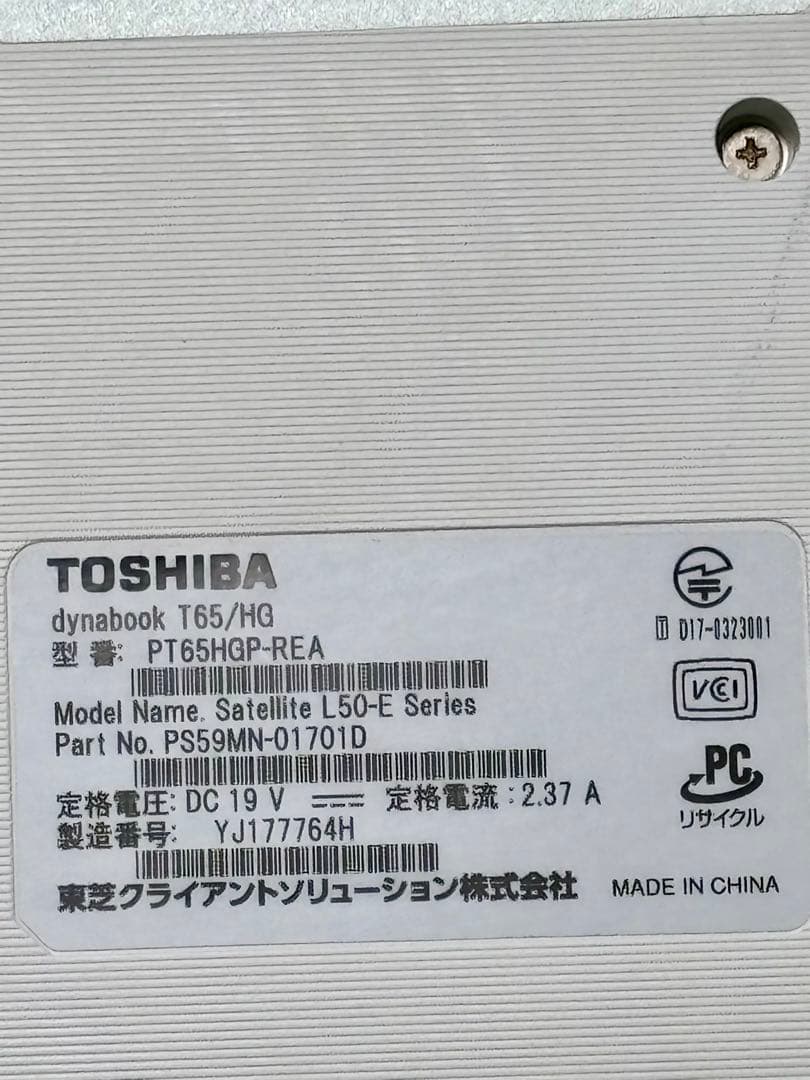 TOSHIBA
dynabook T65/HG
型 番: PT65HGP-REA
Model Name. Satellite L50-E Series
Part No. PS59MN-01701D
定格電圧: DC 19 V ⎓ 定格電流:2.37 A
製造番号: YJ177764H
東芝クライアントソリューション株式会社
MADE IN CHINA
T D17-0323001
VCCI
PC
リサイクル